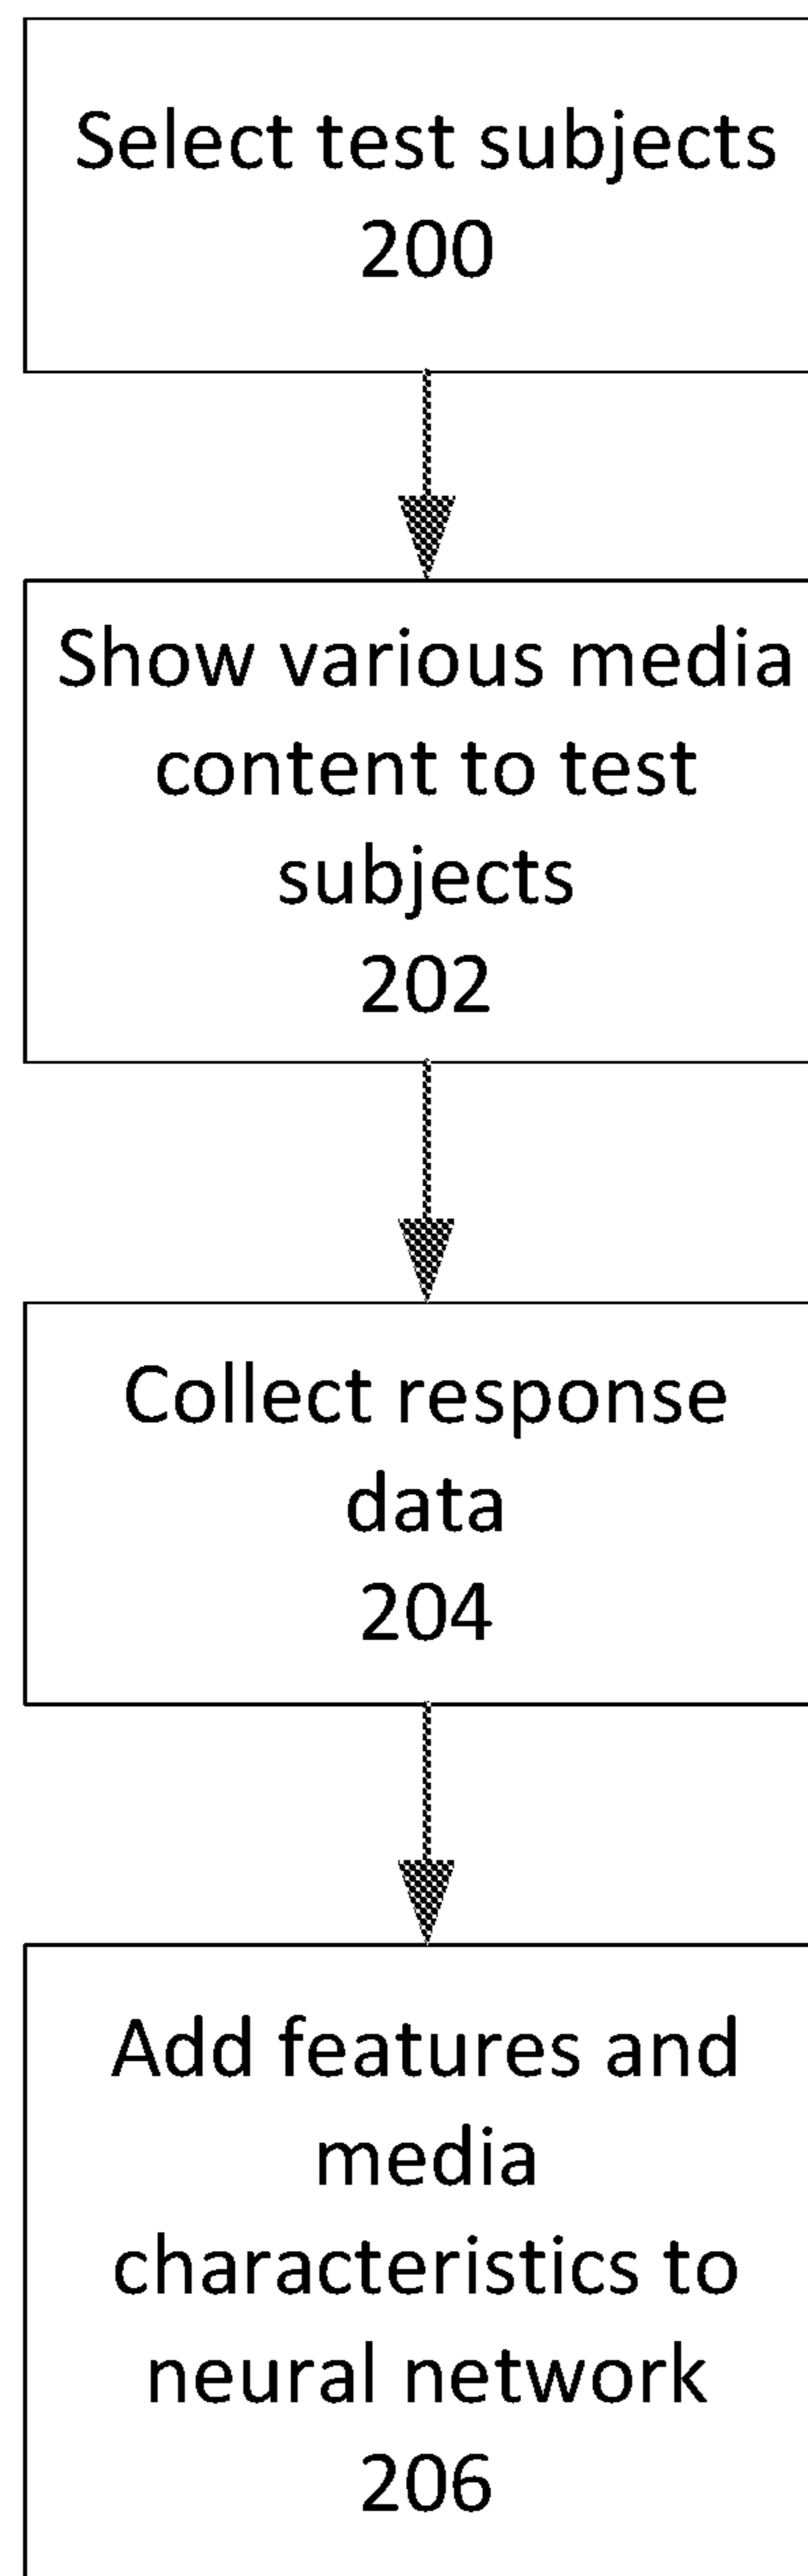 Select test subjects
200
Show various media
content to test
subjects
202
Collect response
data
204
Add features and
media
characteristics to
neural network
206